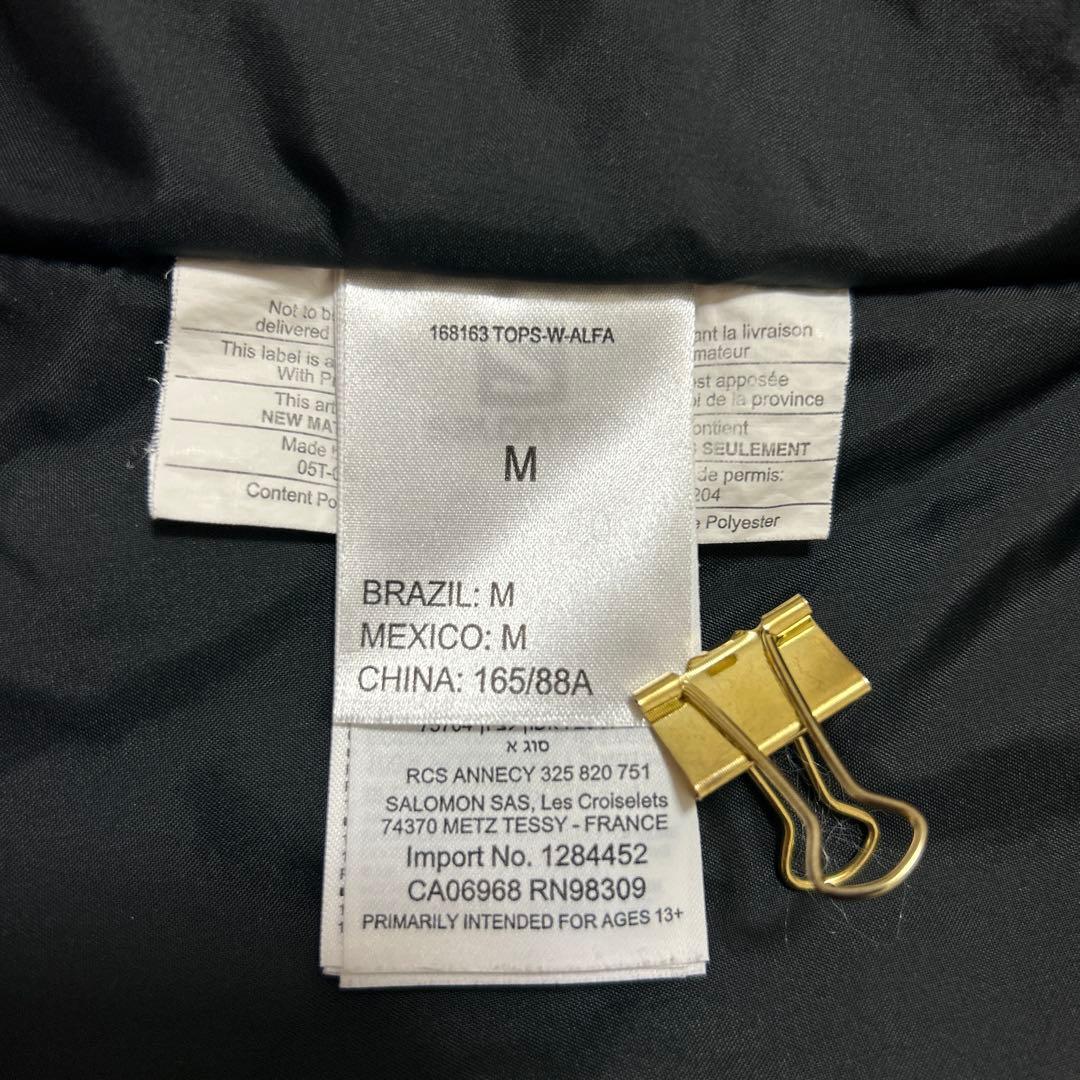 Not to b
delivered
This label is a
With P
This art
NEW MAT
Made
05T-
Content Po
168163 TOPS-W-ALFA
M
BRAZIL: M
MEXICO: M
CHINA: 165/88A
ant la livraison
mateur
st apposée
oi de la province
ontient
SEULEMENT
de permis:
204
Polyester
75704
סוג א
RCS ANNECY 325 820 751
SALOMON SAS, Les Croiselets
74370 METZ TESSY - FRANCE
Import No. 1284452
CA06968 RN98309
PRIMARILY INTENDED FOR AGES 13+